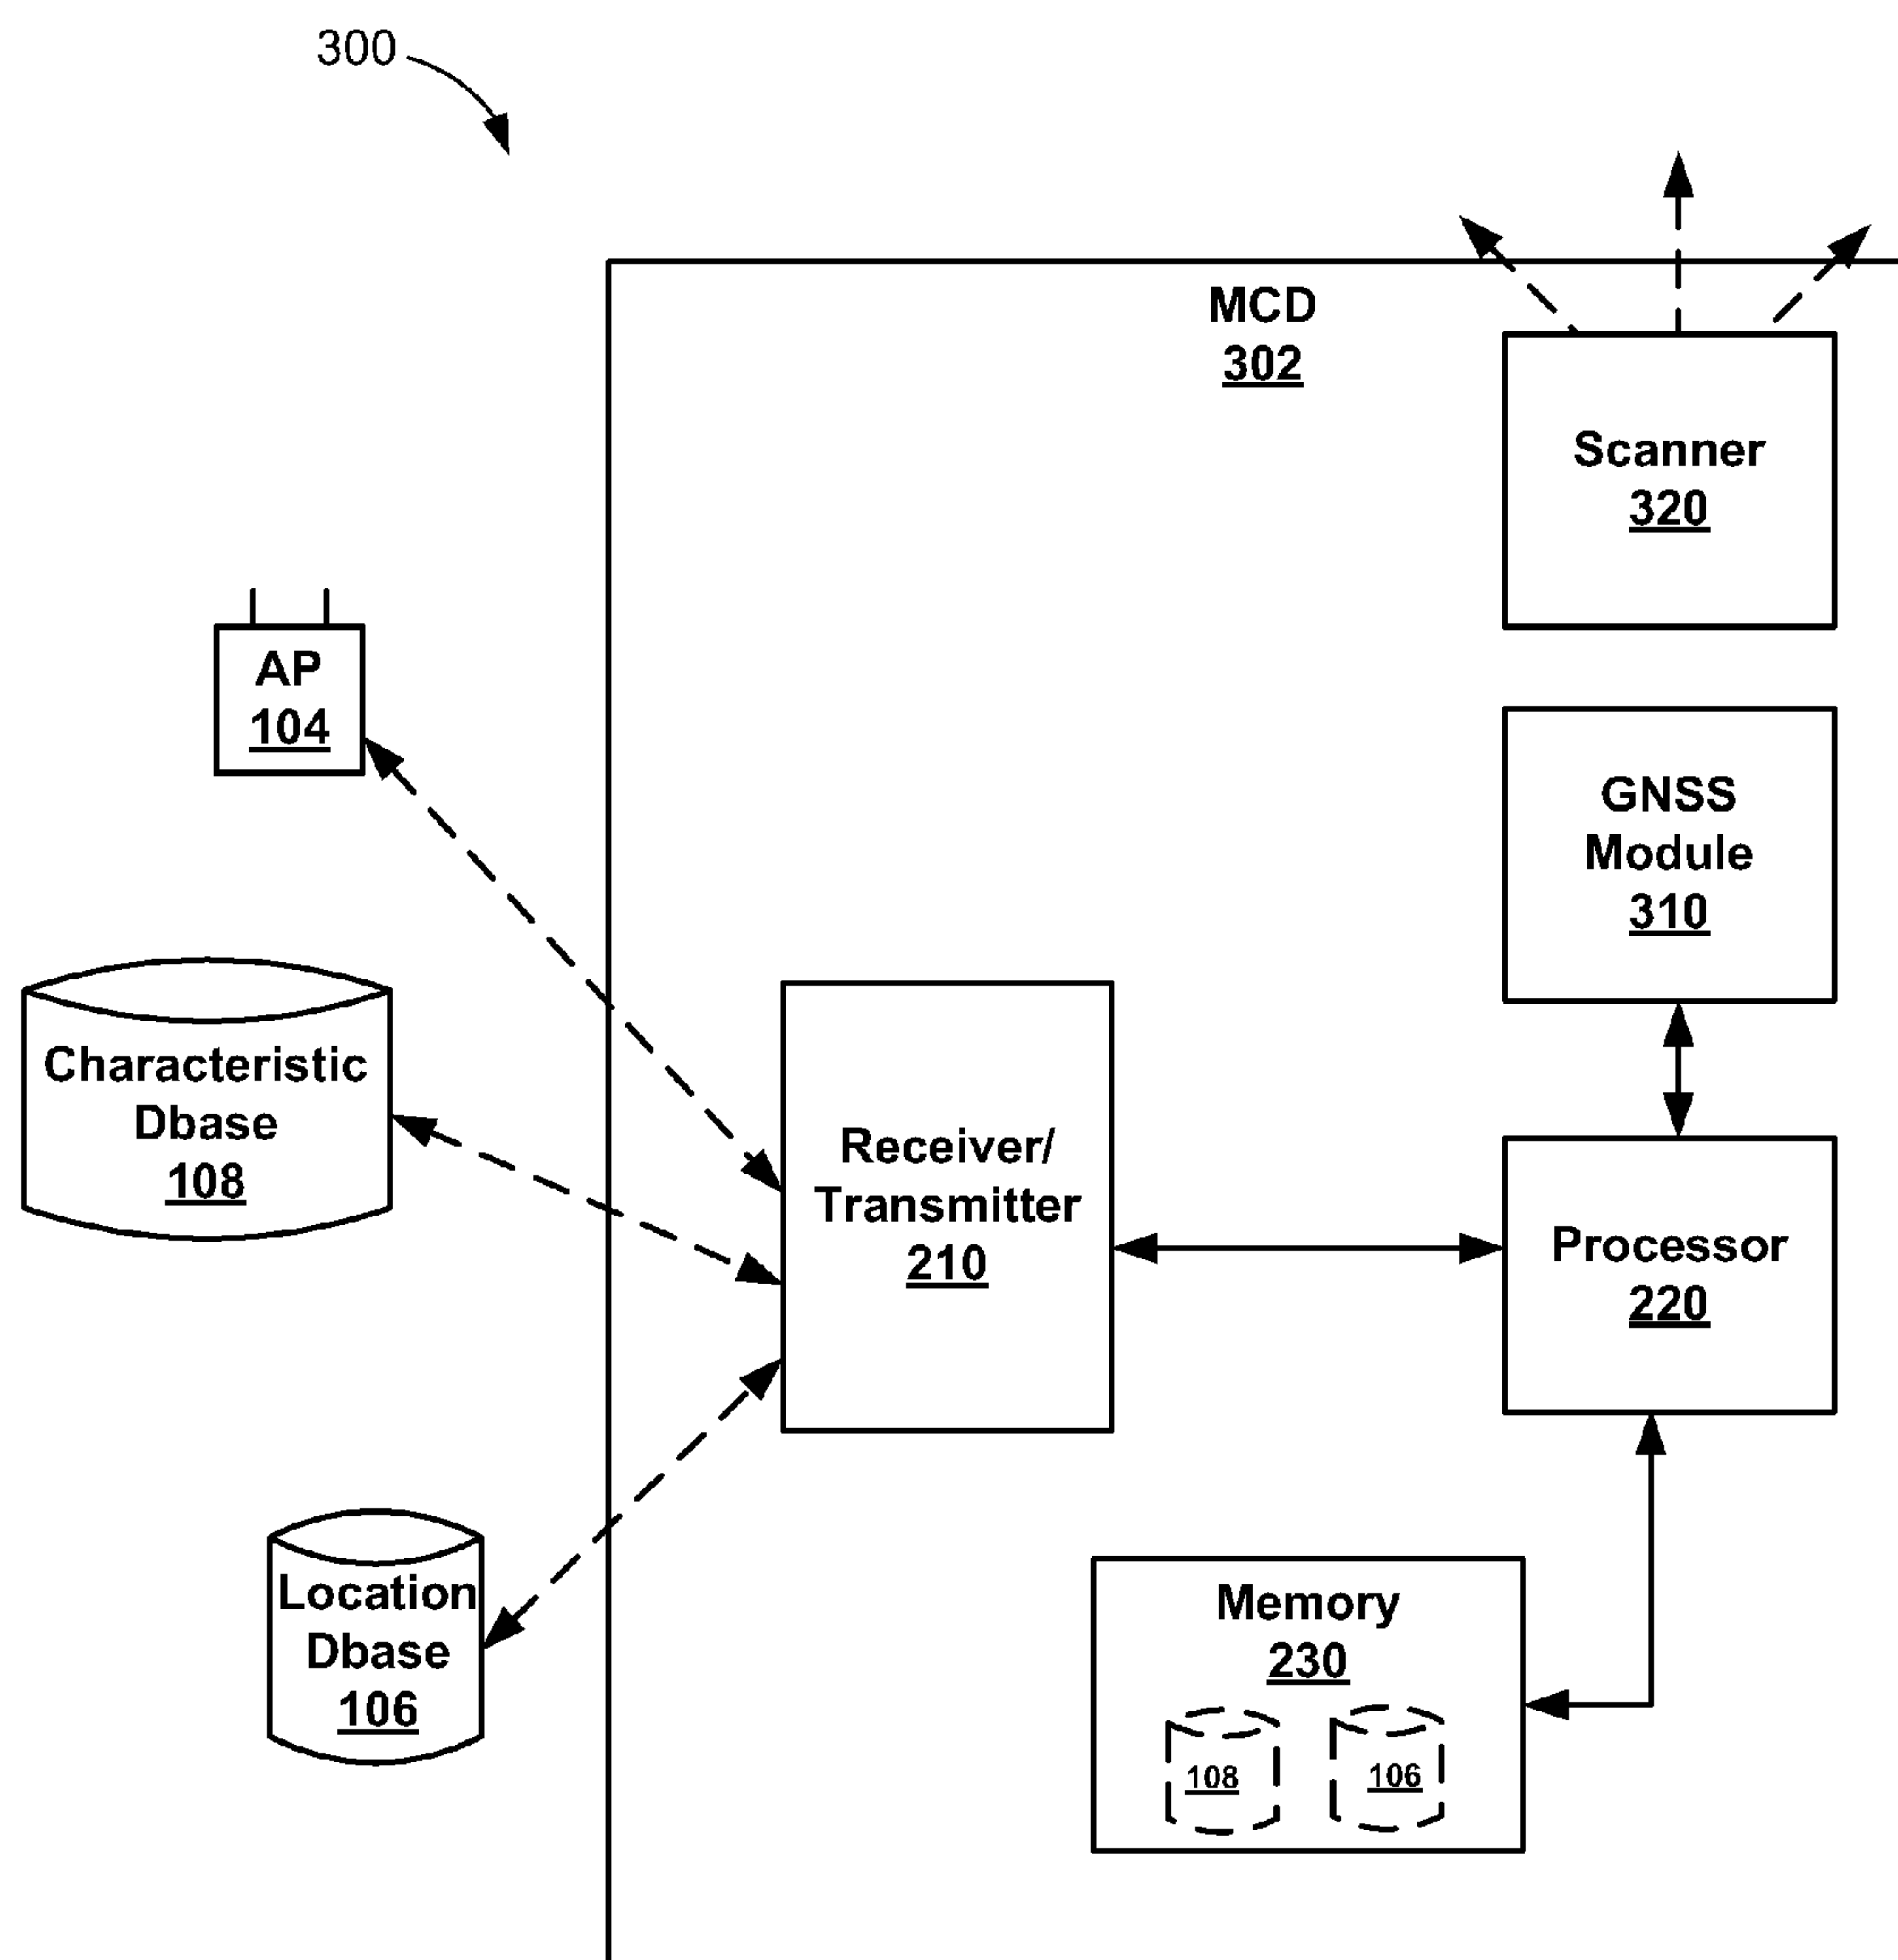 300
MCD
302
Scanner
320
AP
104
GNSS
Module
310
Characteristic
Dbase
108
Receiver/
Transmitter
210
Processor
220
Location
Dbase
106
Memory
230
108
106